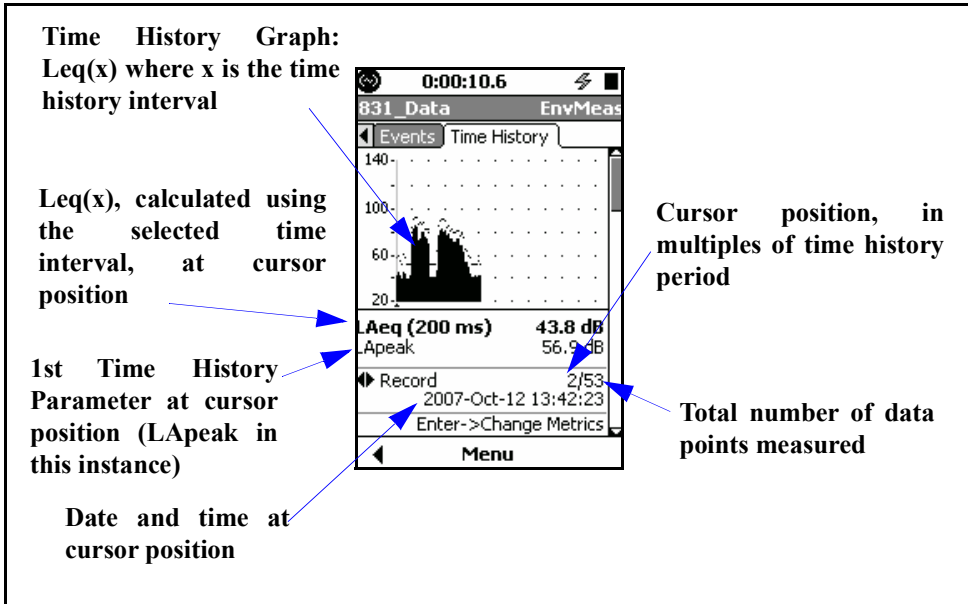 Time History Graph:
Leq(x) where x is the time
history interval
Leq(x), calculated using
the selected time
interval, at cursor
position
1st Time History
Parameter at cursor
position (LApeak in
this instance)
Date and time at
cursor position
0:00:10.6
831_Data EnvMeas
Events Time History
140
100
60
20
LAeq (200 ms) 43.8 dB
LApeak 56.9 dB
Record 2/53
2007-Oct-12 13:42:23
Enter->Change Metrics
Menu
Cursor position, in
multiples of time history
period
Total number of data
points measured